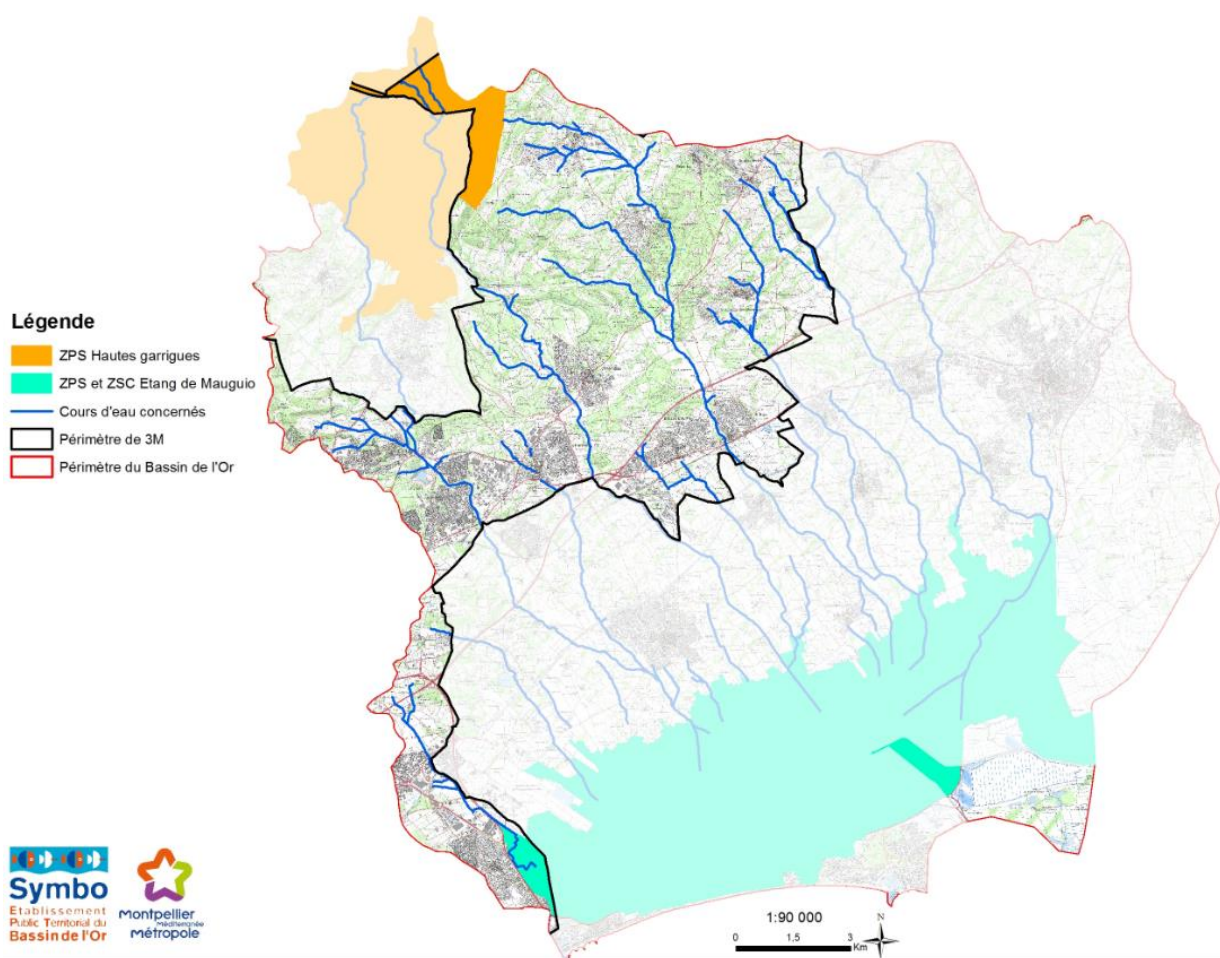 Légende
ZPS Hautes garrigues
ZPS et ZSC Etang de Mauguio
Cours d'eau concernés
Périmètre de 3M
Périmètre du Bassin de l'Or
Symbo
Etablissement
Public Territorial du
Bassin de l'Or
Montpellier
Méditerranée
Métropole
1:90 000
N
0 1,5 3
Km